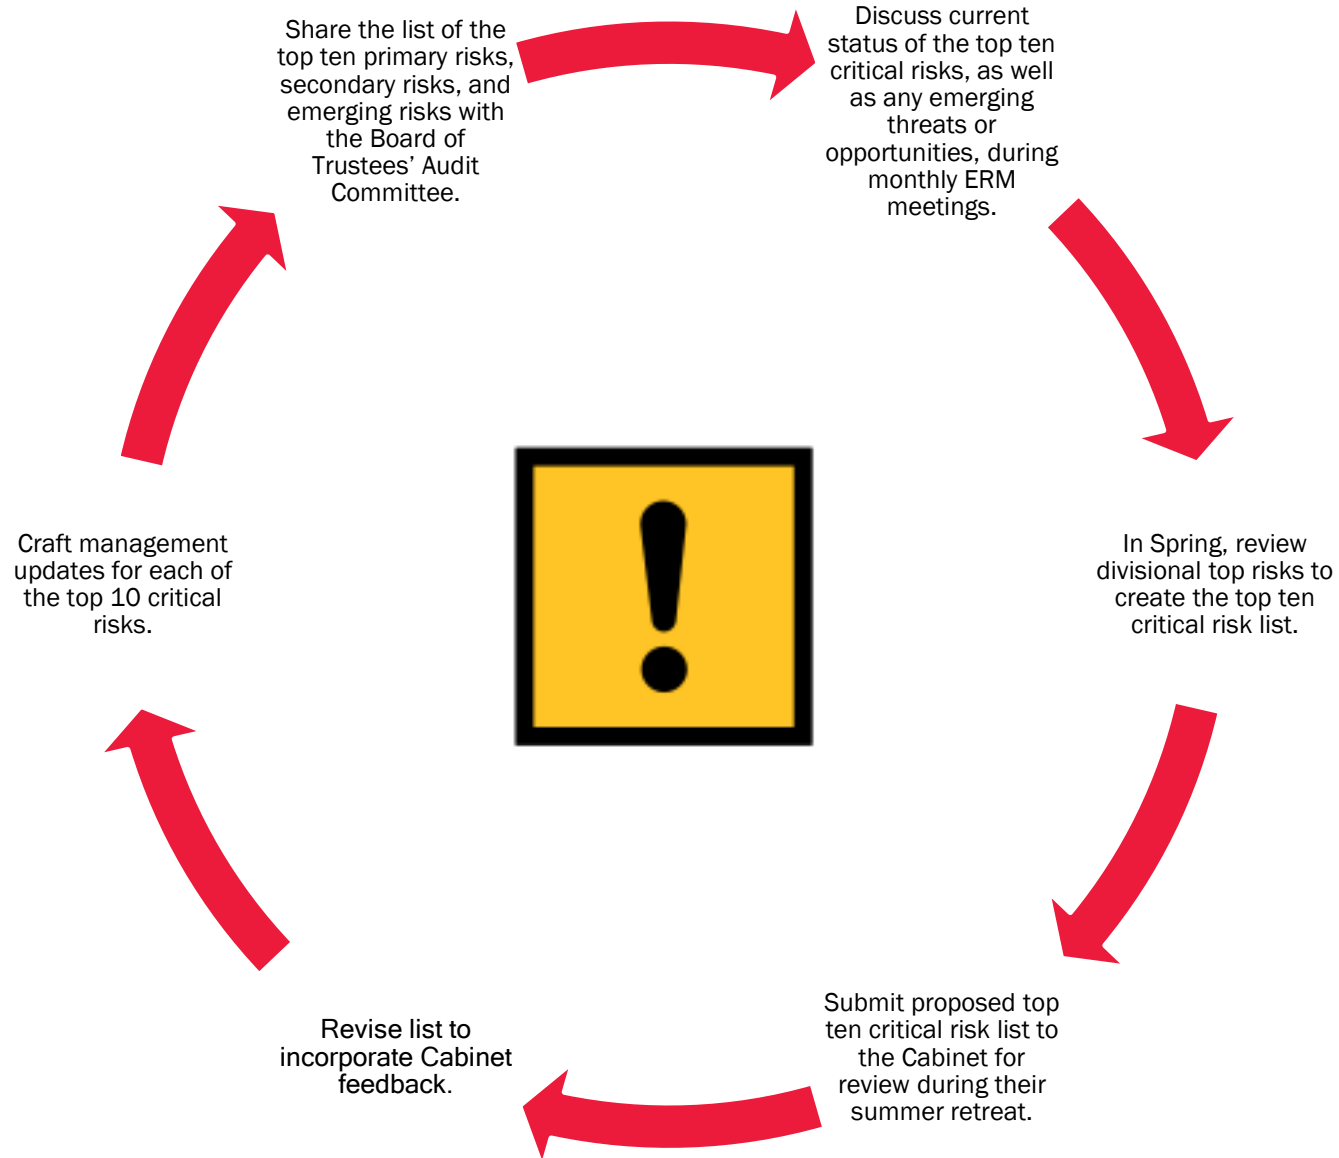 Share the list of the
top ten primary risks,
secondary risks, and
emerging risks with
the Board of
Trustees’ Audit
Committee.
Discuss current
status of the top ten
critical risks, as well
as any emerging
threats or
opportunities, during
monthly ERM
meetings.
In Spring, review
divisional top risks to
create the top ten
critical risk list.
Submit proposed top
ten critical risk list to
the Cabinet for
review during their
summer retreat.
Revise list to
incorporate Cabinet
feedback.
Craft management
updates for each of
the top 10 critical
risks.
!